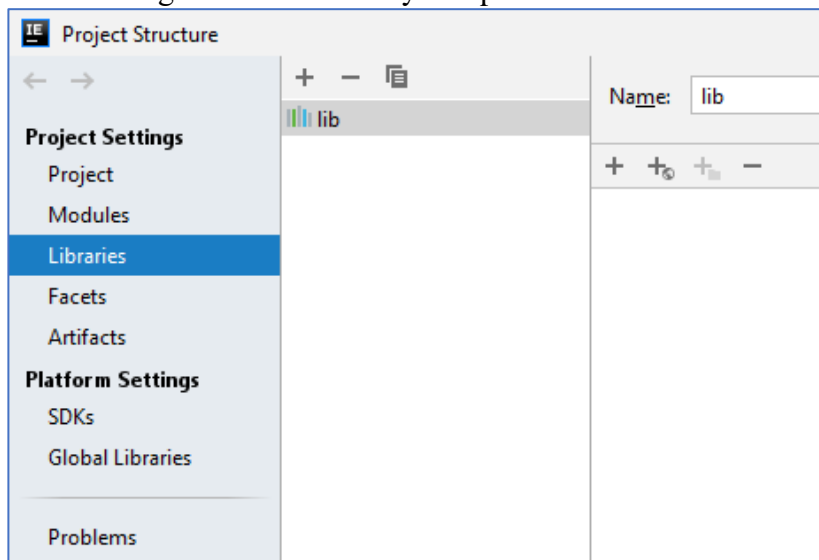 Project Structure
Name: lib
lib
Project Settings
Project
Modules
Libraries
Facets
Artifacts
Platform Settings
SDKs
Global Libraries
Problems